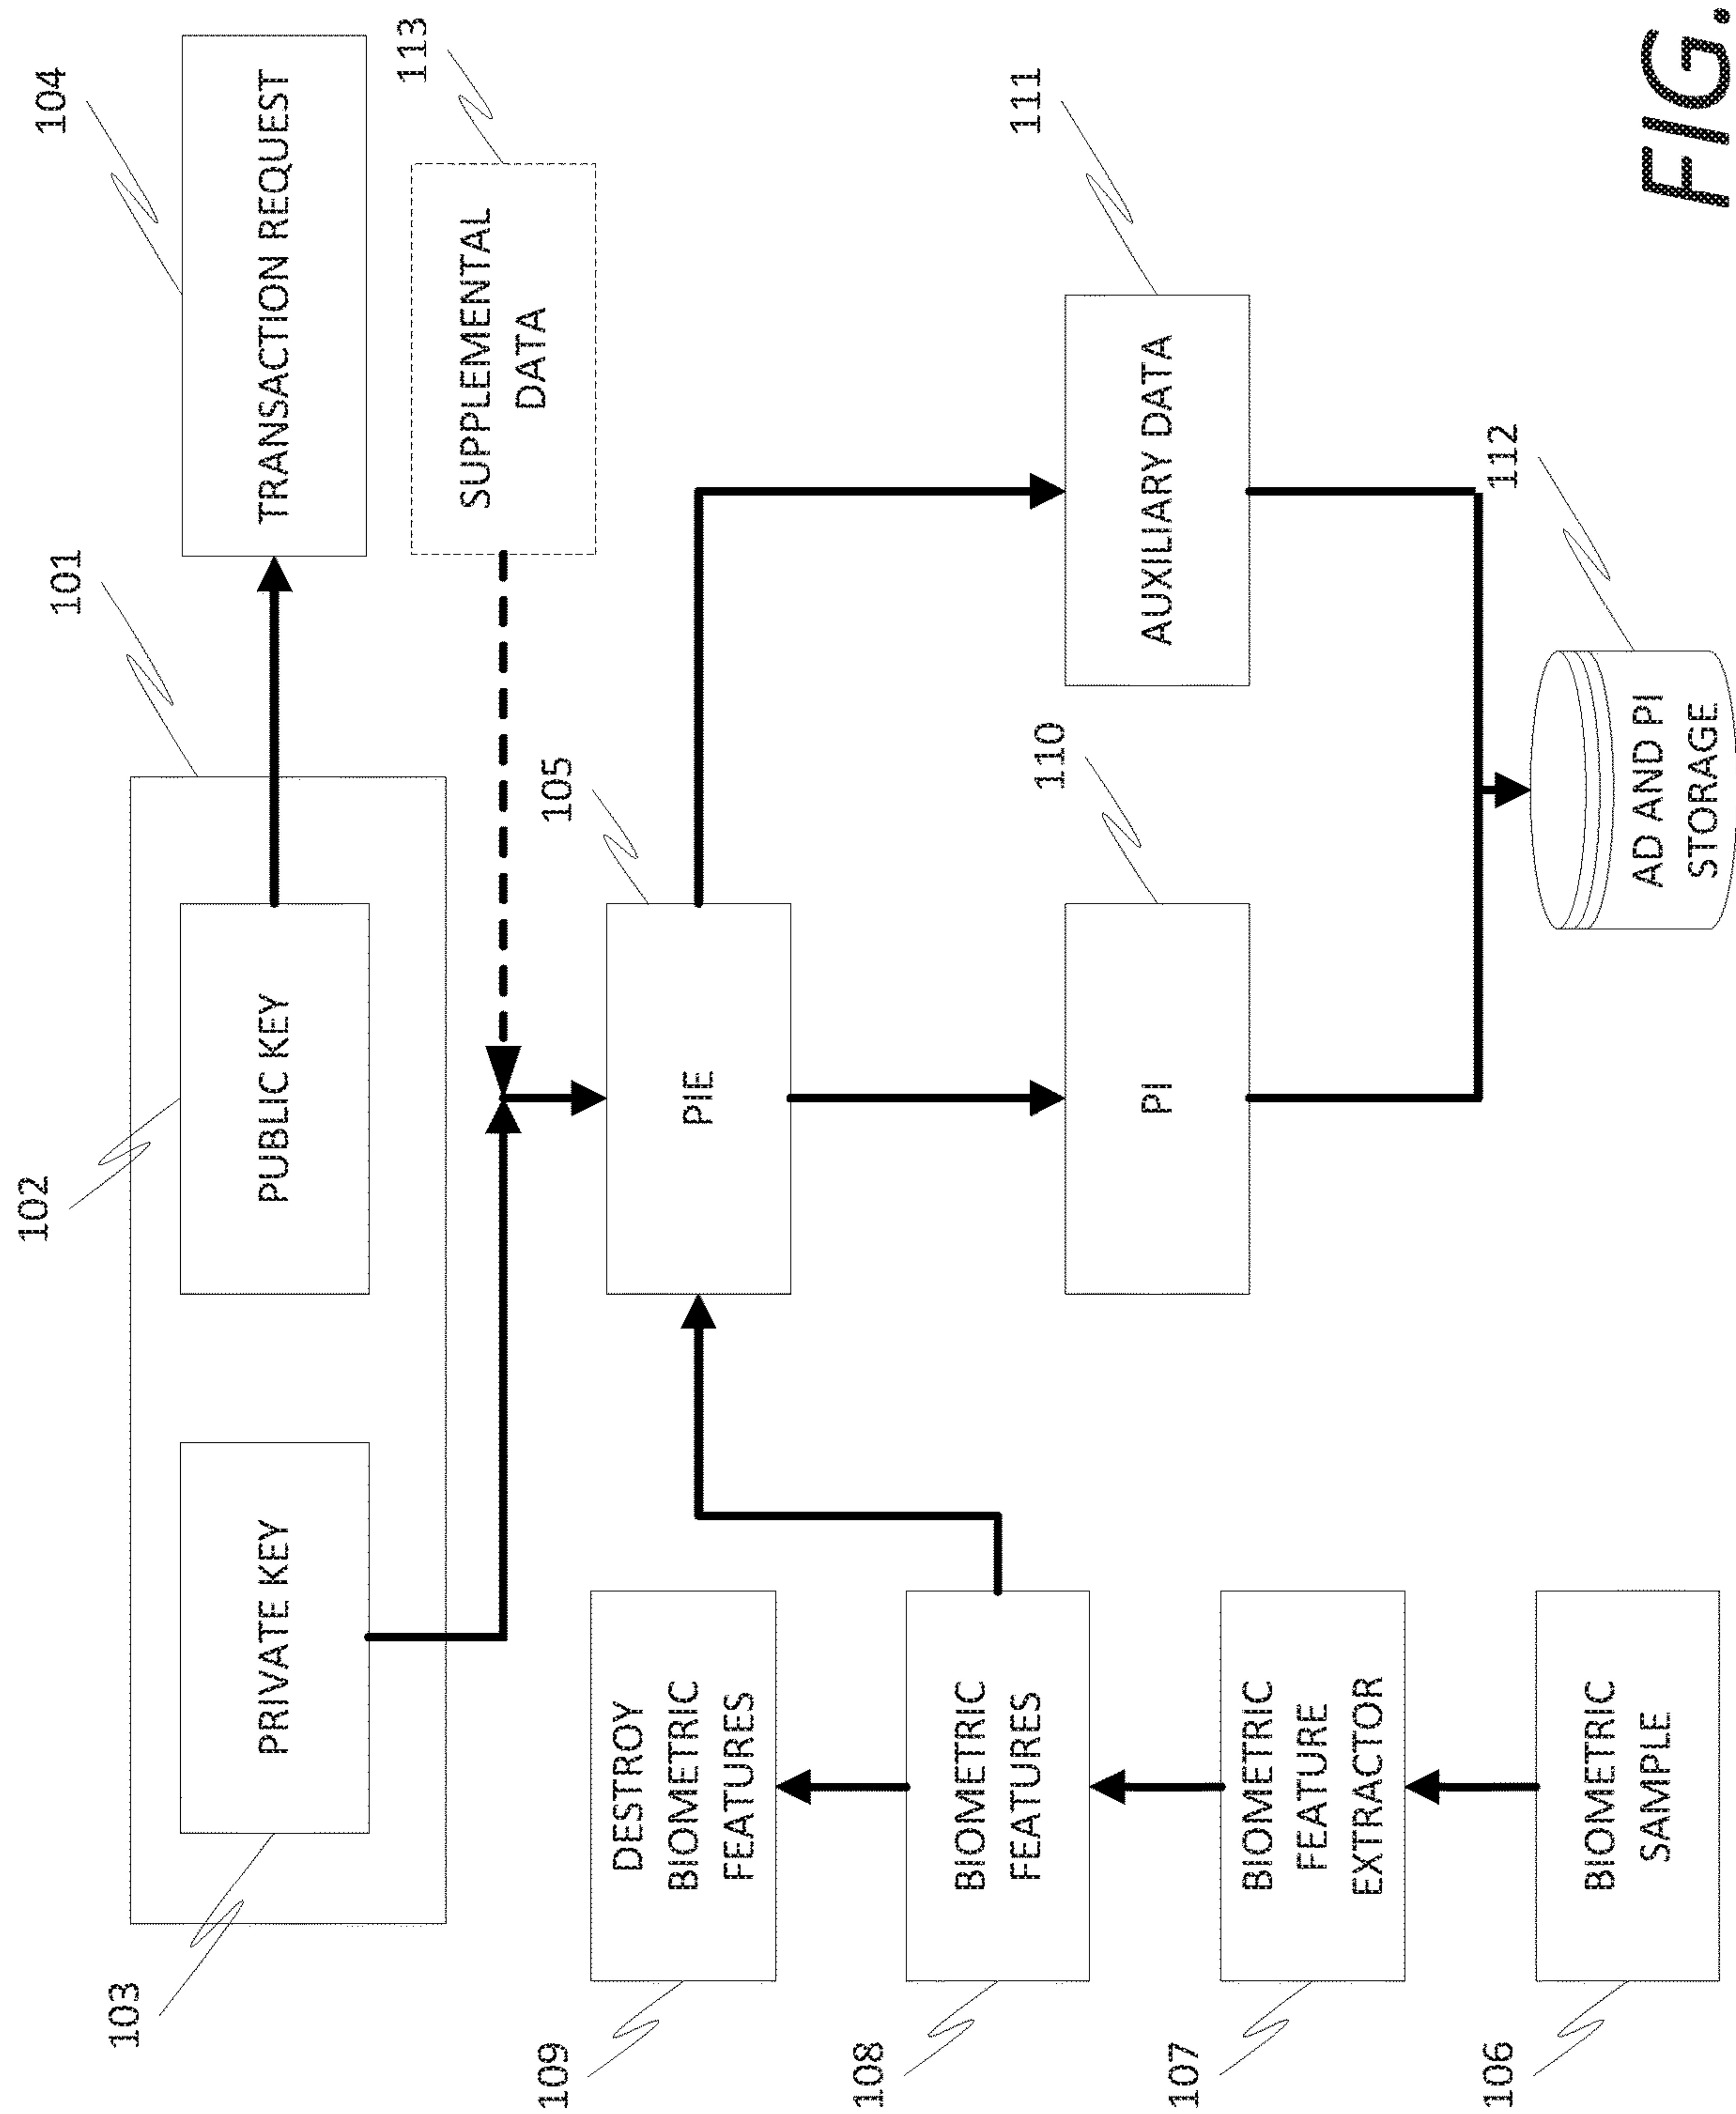 101
104
TRANSACTION REQUEST
102
PUBLIC KEY
103
PRIVATE KEY
113
SUPPLEMENTAL
DATA
105
PIE
109
DESTROY
BIOMETRIC
FEATURES
108
BIOMETRIC
FEATURES
107
BIOMETRIC
FEATURE
EXTRACTOR
106
BIOMETRIC
SAMPLE
110
PI
111
AUXILIARY DATA
112
AD AND PI
STORAGE
FIG.